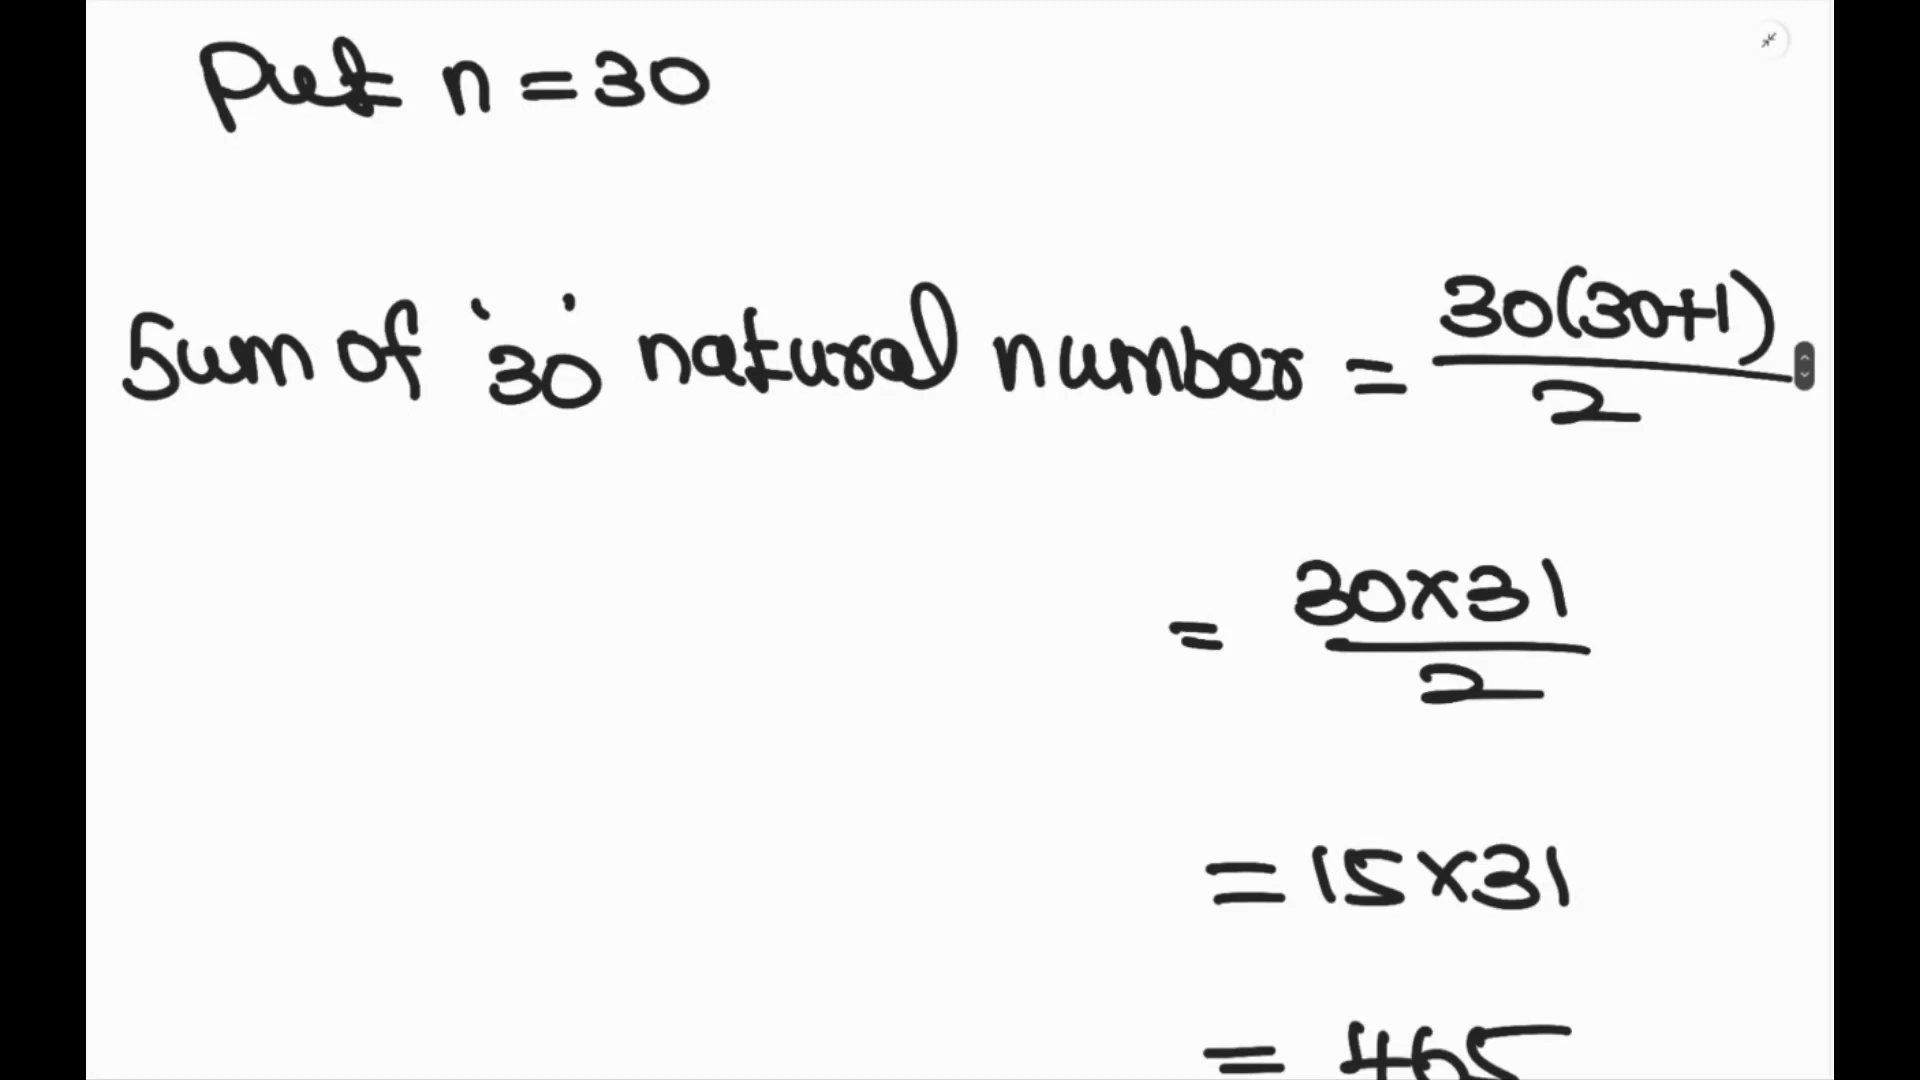 Put n = 30
Sum of '30' natural number = 30(30+1)/2
= 30×31/2
= 15×31
= 465